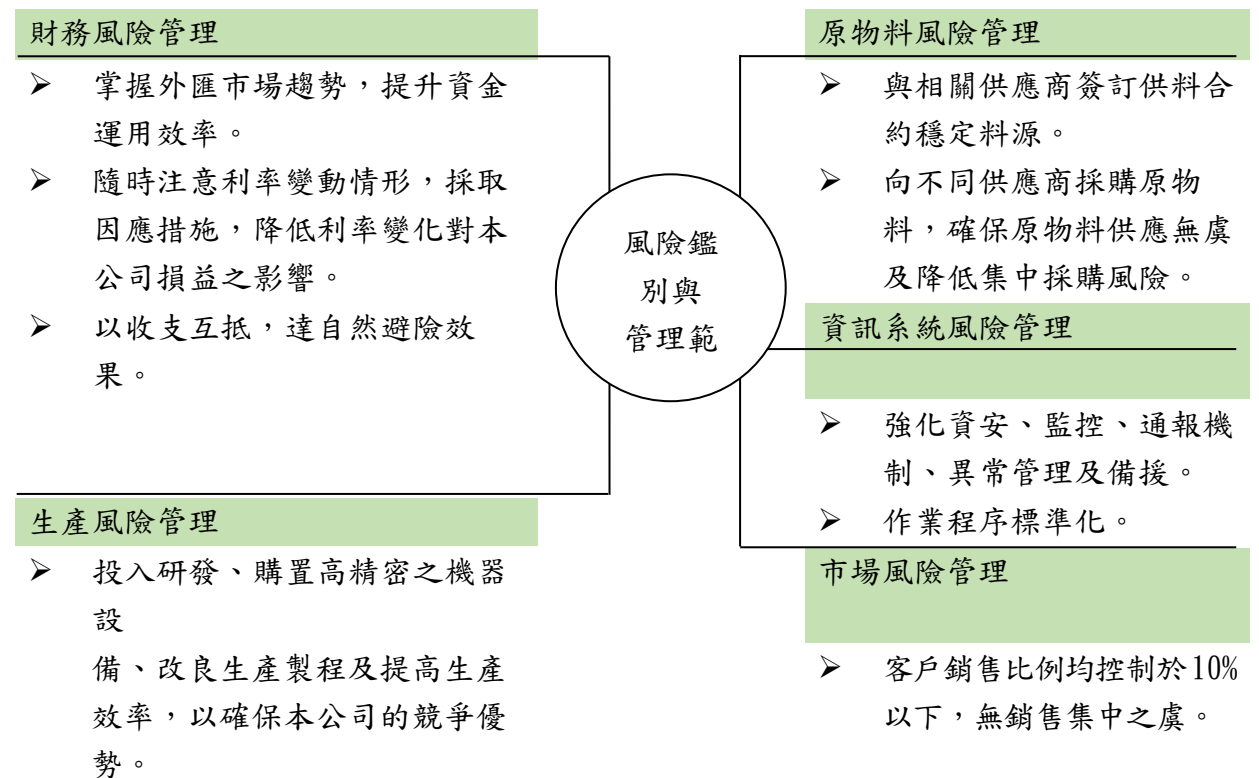 財務風險管理
➢ 掌握外匯市場趨勢，提升資金
運用效率。
➢ 隨時注意利率變動情形，採取
因應措施，降低利率變化對本
公司損益之影響。
➢ 以收支互抵，達自然避險效
果。
生產風險管理
➢ 投入研發、購置高精密之機器
設
備、改良生產製程及提高生產
效率，以確保本公司的競爭優
勢。
風險鑑
別與
管理範
原物料風險管理
➢ 與相關供應商簽訂供料合
約穩定料源。
➢ 向不同供應商採購原物
料，確保原物料供應無虞
及降低集中採購風險。
資訊系統風險管理
➢ 強化資安、監控、通報機
制、異常管理及備援。
➢ 作業程序標準化。
市場風險管理
➢ 客戶銷售比例均控制於10%
以下，無銷售集中之虞。